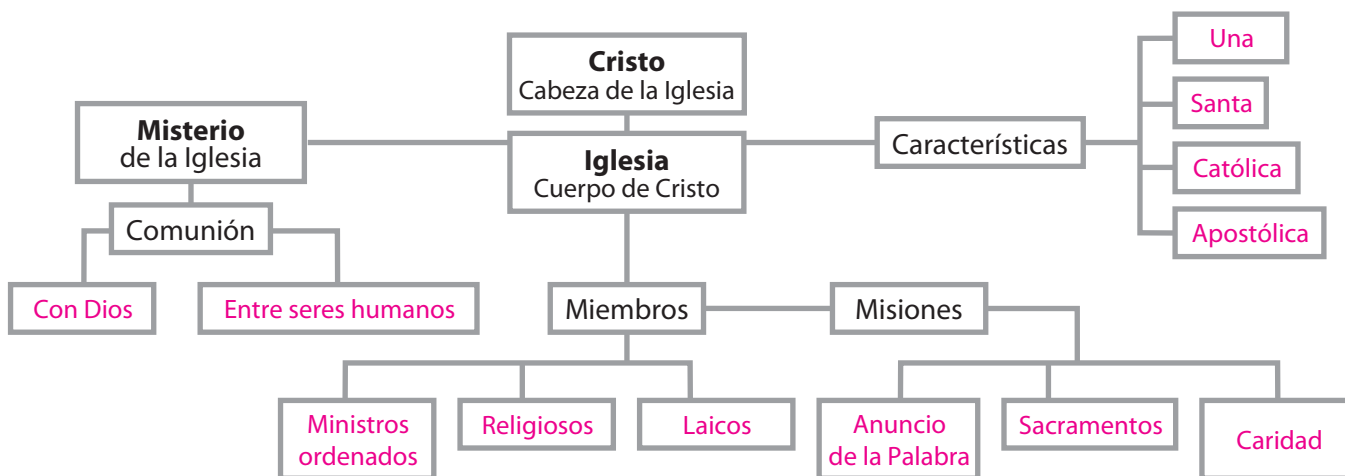 Cristo
Cabeza de la Iglesia
Misterio
de la Iglesia
Iglesia
Cuerpo de Cristo
Características
Una
Santa
Católica
Apostólica
Comunión
Con Dios
Entre seres humanos
Miembros
Misiones
Ministros
ordenados
Religiosos
Laicos
Anuncio
de la Palabra
Sacramentos
Caridad